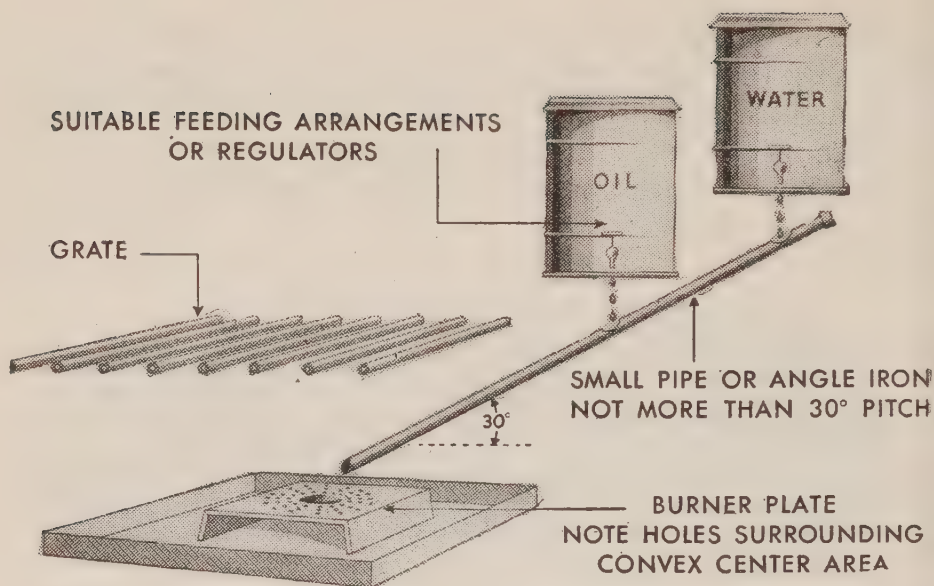 WATER
SUITABLE FEEDING ARRANGEMENTS
OR REGULATORS
OIL
GRATE
SMALL PIPE OR ANGLE IRON
NOT MORE THAN 30° PITCH
30°
BURNER PLATE
NOTE HOLES SURROUNDING
CONVEX CENTER AREA